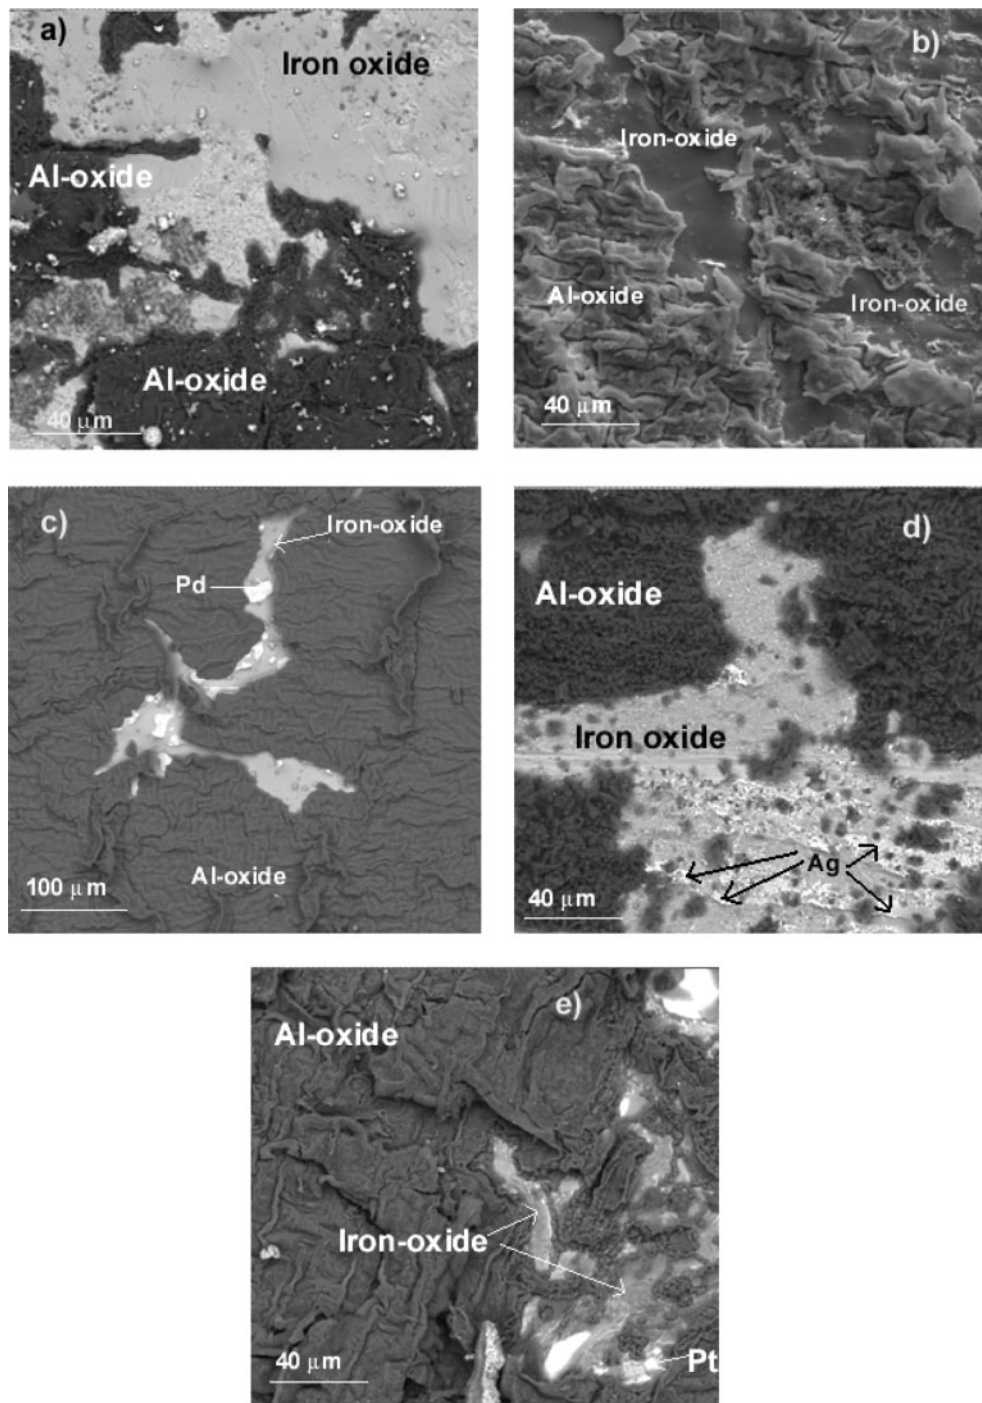 a)
Iron oxide
Al-oxide
Al-oxide
40 μm
b)
Iron-oxide
Al-oxide
Iron-oxide
40 μm
c)
Iron-oxide
Pd
Al-oxide
100 μm
d)
Al-oxide
Iron oxide
Ag
40 μm
e)
Al-oxide
Iron-oxide
Pt
40 μm